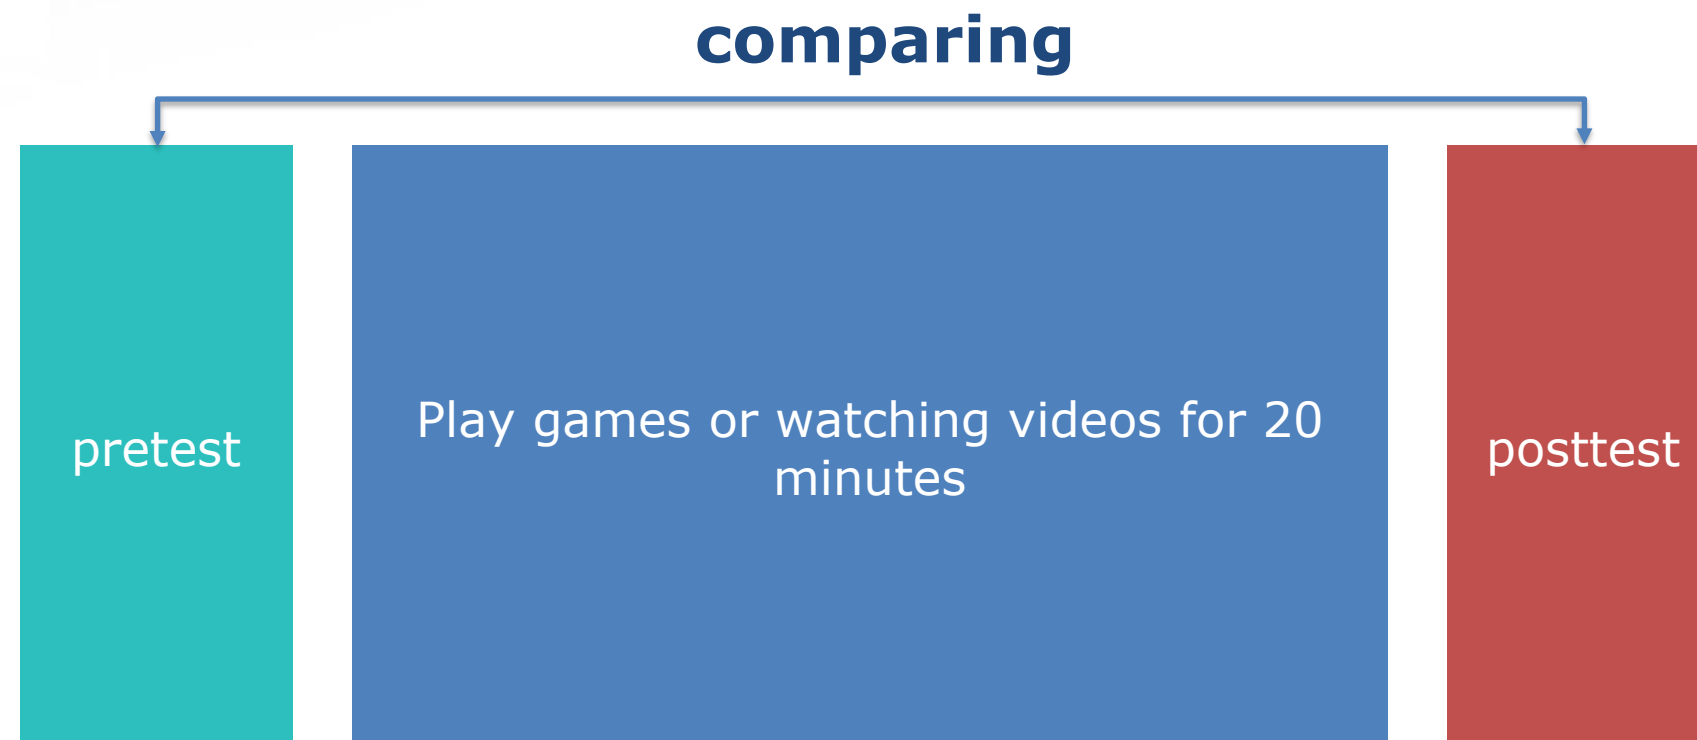 comparing
pretest
Play games or watching videos for 20
minutes
posttest